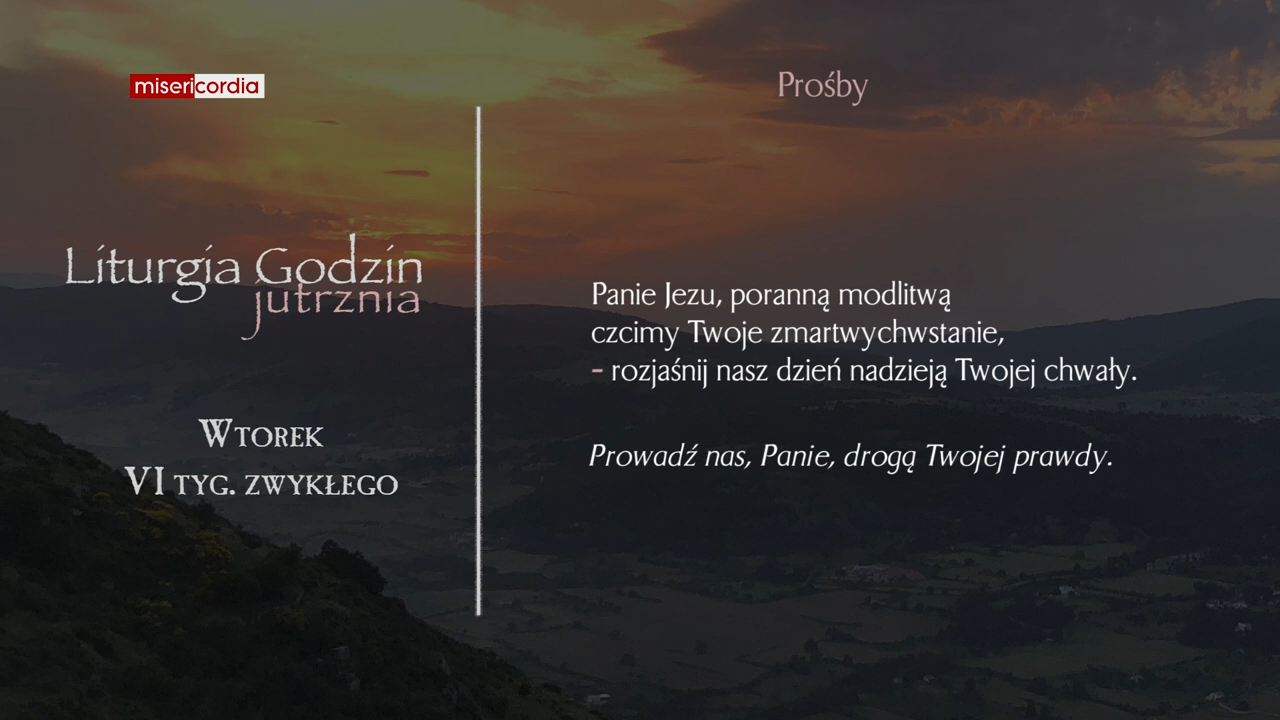 misericordia
Liturgia Godzin
jutrznia
Wtorek
VI tyg. zwykłego
Prośby
Panie Jezu, poranną modlitwą
czcimy Twoje zmartwychwstanie,
- rozjaśnij nasz dzień nadzieją Twojej chwały.
Prowadź nas, Panie, drogą Twojej prawdy.